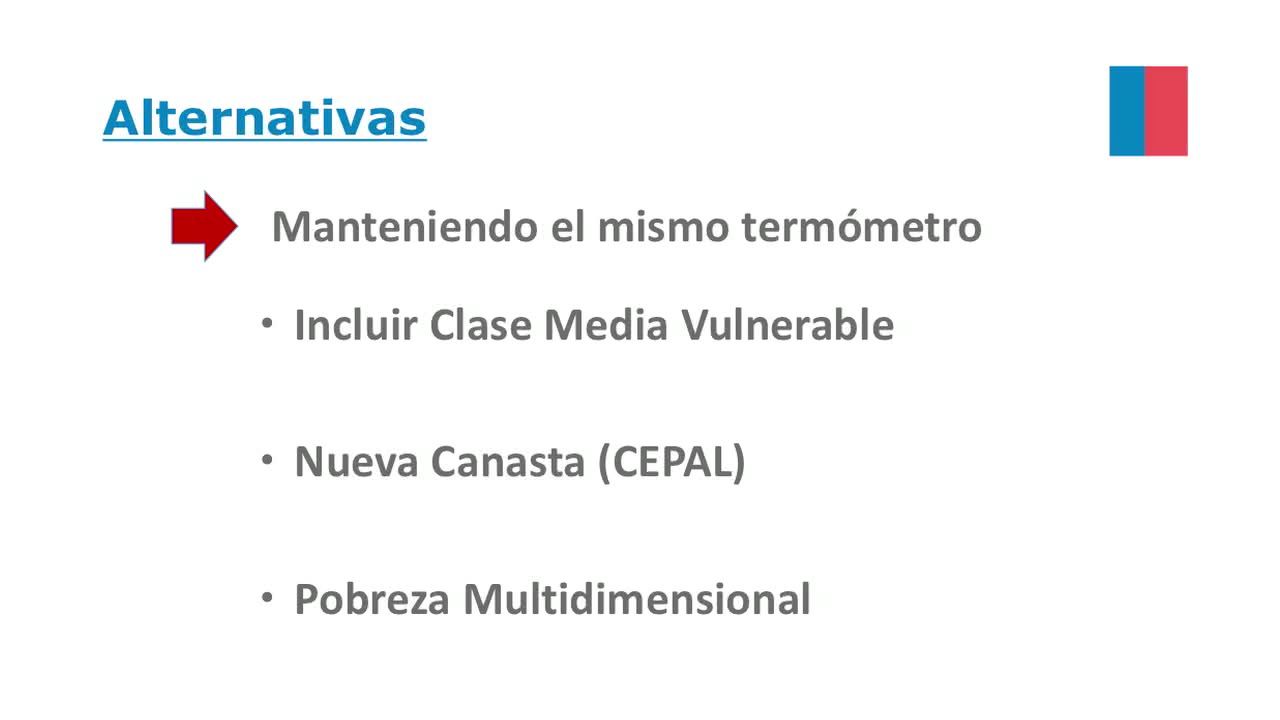 Alternativas
Manteniendo el mismo termómetro
• Incluir Clase Media Vulnerable
• Nueva Canasta (CEPAL)
• Pobreza Multidimensional